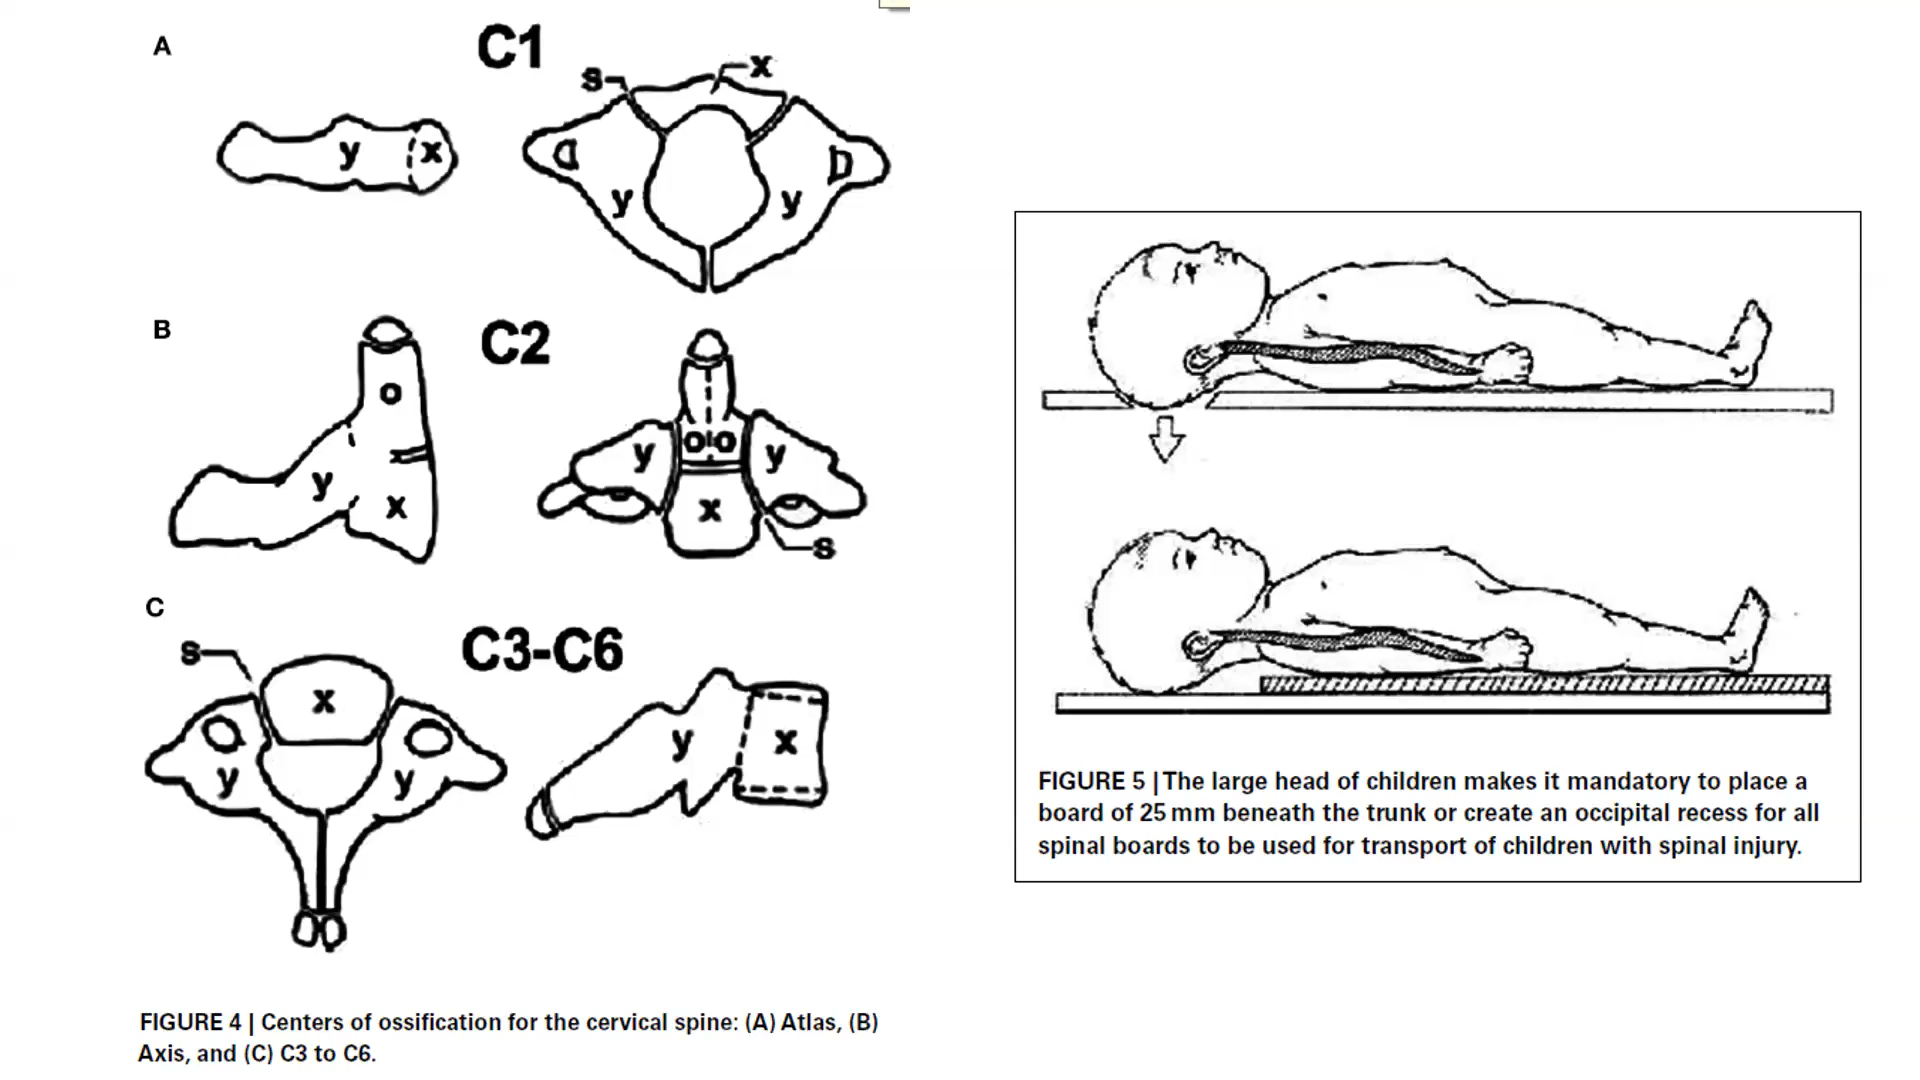 A
C1
S
x
y
x
y
y
B
C2
o
o
o
y
y
y
x
x
s
C
C3-C6
s
x
y
y
y
x
FIGURE 4 | Centers of ossification for the cervical spine: (A) Atlas, (B)
Axis, and (C) C3 to C6.
FIGURE 5 | The large head of children makes it mandatory to place a
board of 25 mm beneath the trunk or create an occipital recess for all
spinal boards to be used for transport of children with spinal injury.